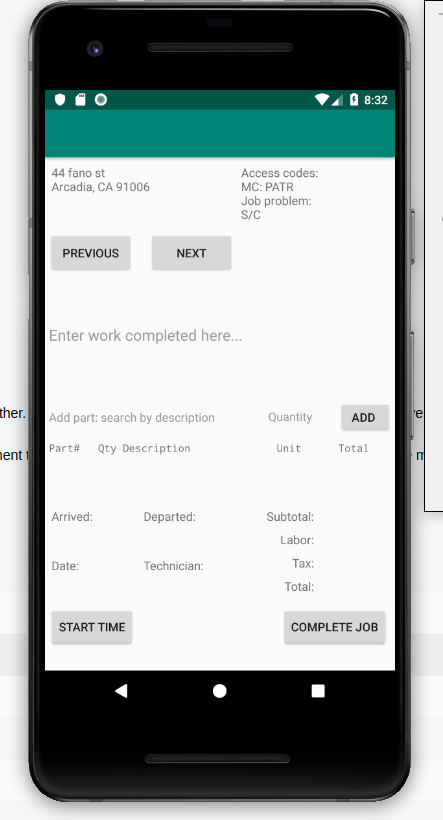 8:32
44 fano st
Arcadia, CA 91006
Access codes:
MC: PATR
Job problem:
S/C
PREVIOUS NEXT
Enter work completed here...
ther.
Add part: search by description Quantity ADD
Part# Qty Description Unit Total
Arrived: Departed: Subtotal:
Labor:
Date: Technician: Tax:
Total:
START TIME COMPLETE JOB